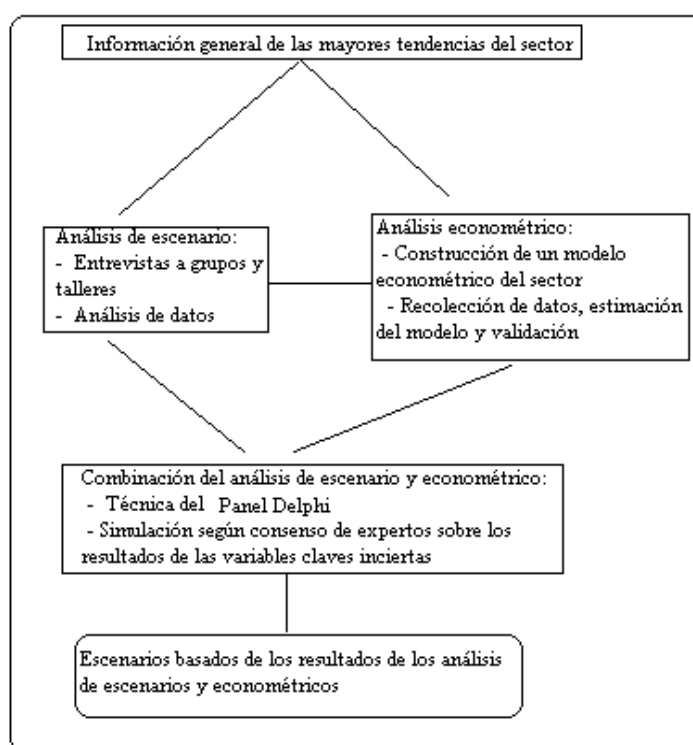 Información general de las mayores tendencias del sector
Análisis de escenario:
- Entrevistas a grupos y
talleres
- Análisis de datos
Análisis econométrico:
- Construcción de un modelo
econométrico del sector
- Recolección de datos, estimación
del modelo y validación
Combinación del análisis de escenario y econométrico:
- Técnica del Panel Delphi
- Simulación según consenso de expertos sobre los
resultados de las variables claves inciertas
Escenarios basados de los resultados de los análisis
de escenarios y econométricos